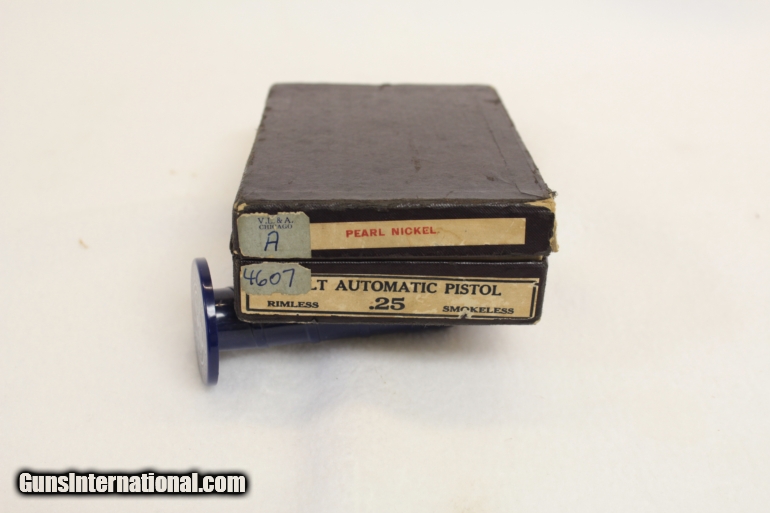 V. L. & A.
CHICAGO
A
PEARL NICKEL.
4607
LT AUTOMATIC PISTOL
RIMLESS .25 SMOKELESS
GunsInternational.com